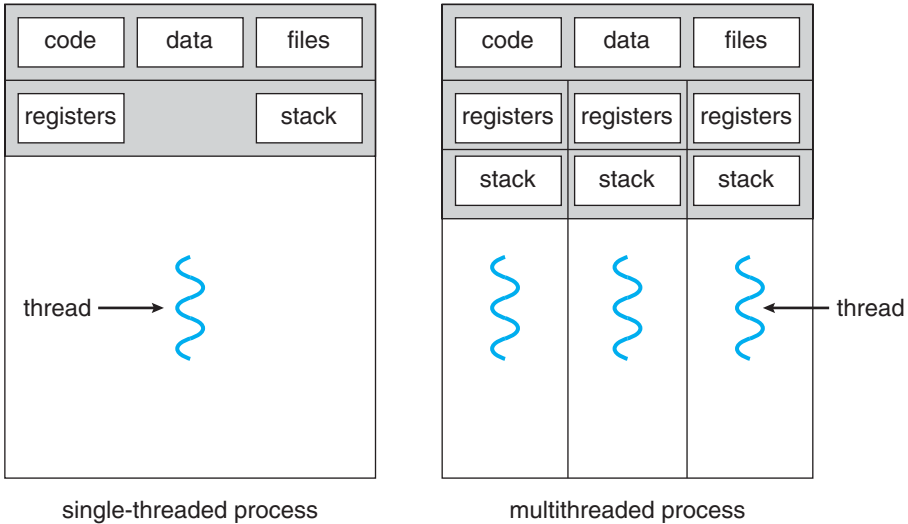 code data files
registers stack
thread
single-threaded process
code data files
registers registers registers
stack stack stack
thread
multithreaded process